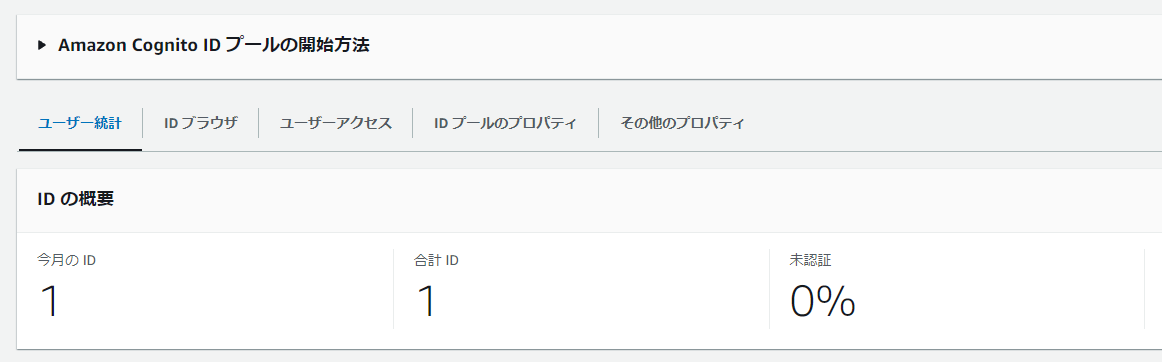 Amazon Cognito ID プールの開始方法
ユーザー統計 ID ブラウザ ユーザーアクセス ID プールのプロパティ その他のプロパティ
ID の概要
今月の ID 合計 ID 未認証
1 1 0%